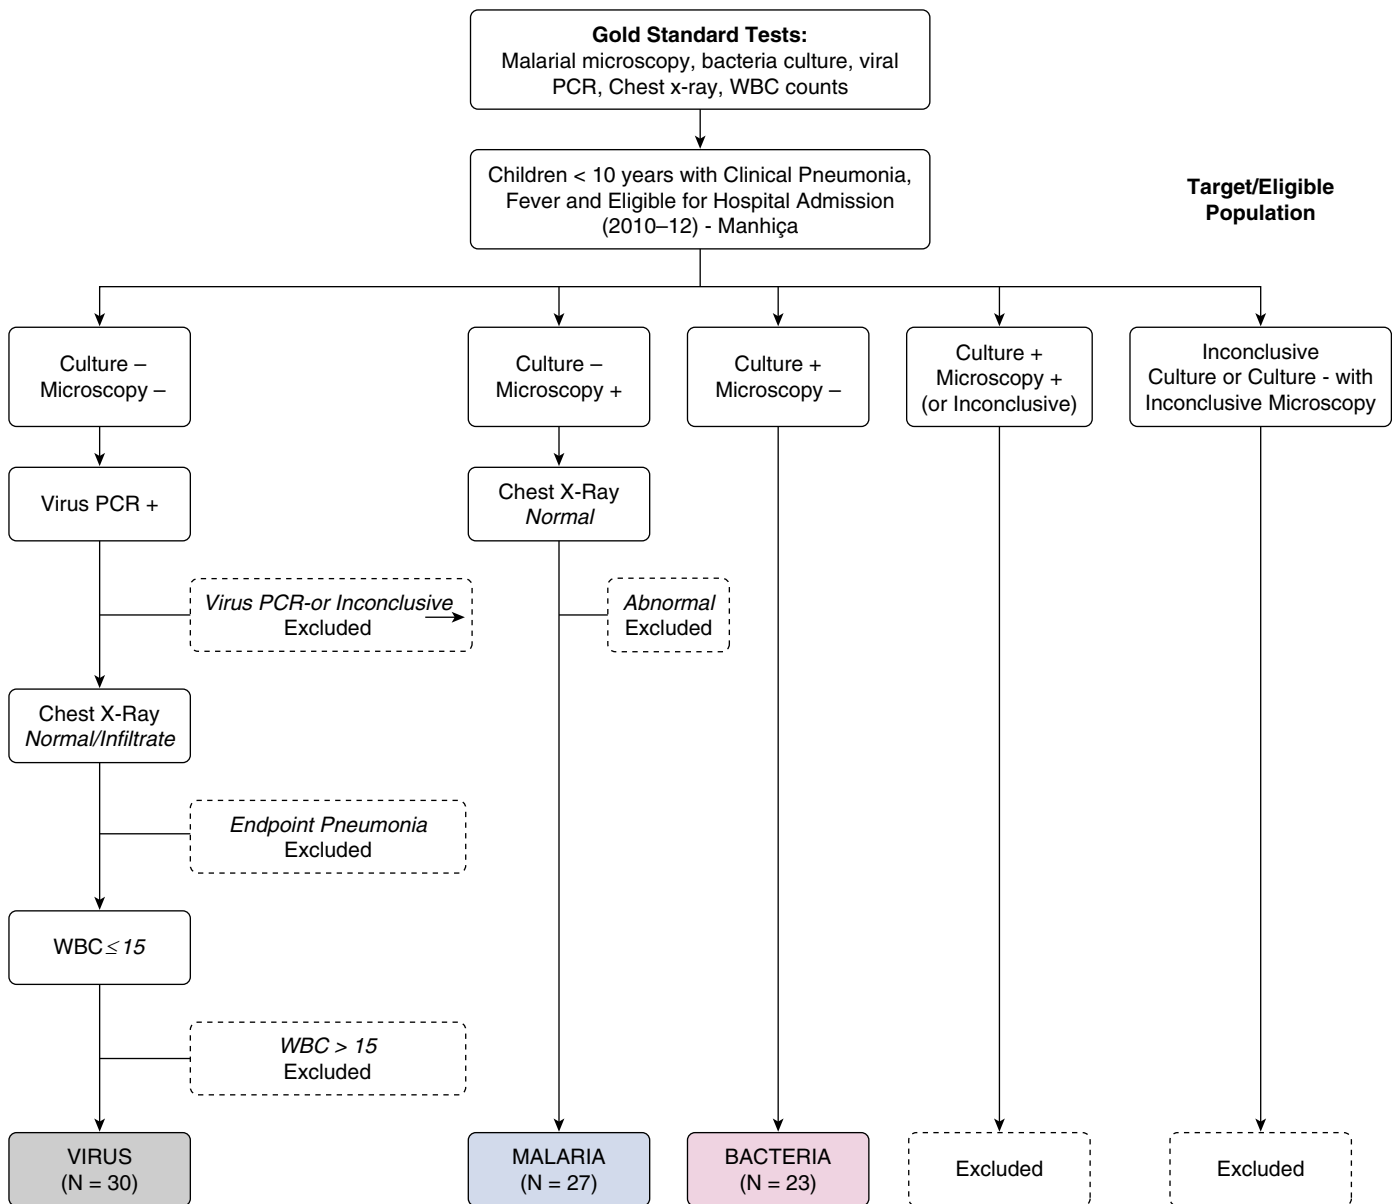 Gold Standard Tests:
Malarial microscopy, bacteria culture, viral
PCR, Chest x-ray, WBC counts
Children < 10 years with Clinical Pneumonia,
Fever and Eligible for Hospital Admission
(2010–12) - Manhiça
Target/Eligible
Population
Culture –
Microscopy –
Culture –
Microscopy +
Culture +
Microscopy –
Culture +
Microscopy +
(or Inconclusive)
Inconclusive
Culture or Culture - with
Inconclusive Microscopy
Virus PCR +
Chest X-Ray
Normal
Virus PCR-or Inconclusive
Excluded
Abnormal
Excluded
Chest X-Ray
Normal/Infiltrate
Endpoint Pneumonia
Excluded
WBC ≤ 15
WBC > 15
Excluded
VIRUS
(N = 30)
MALARIA
(N = 27)
BACTERIA
(N = 23)
Excluded
Excluded